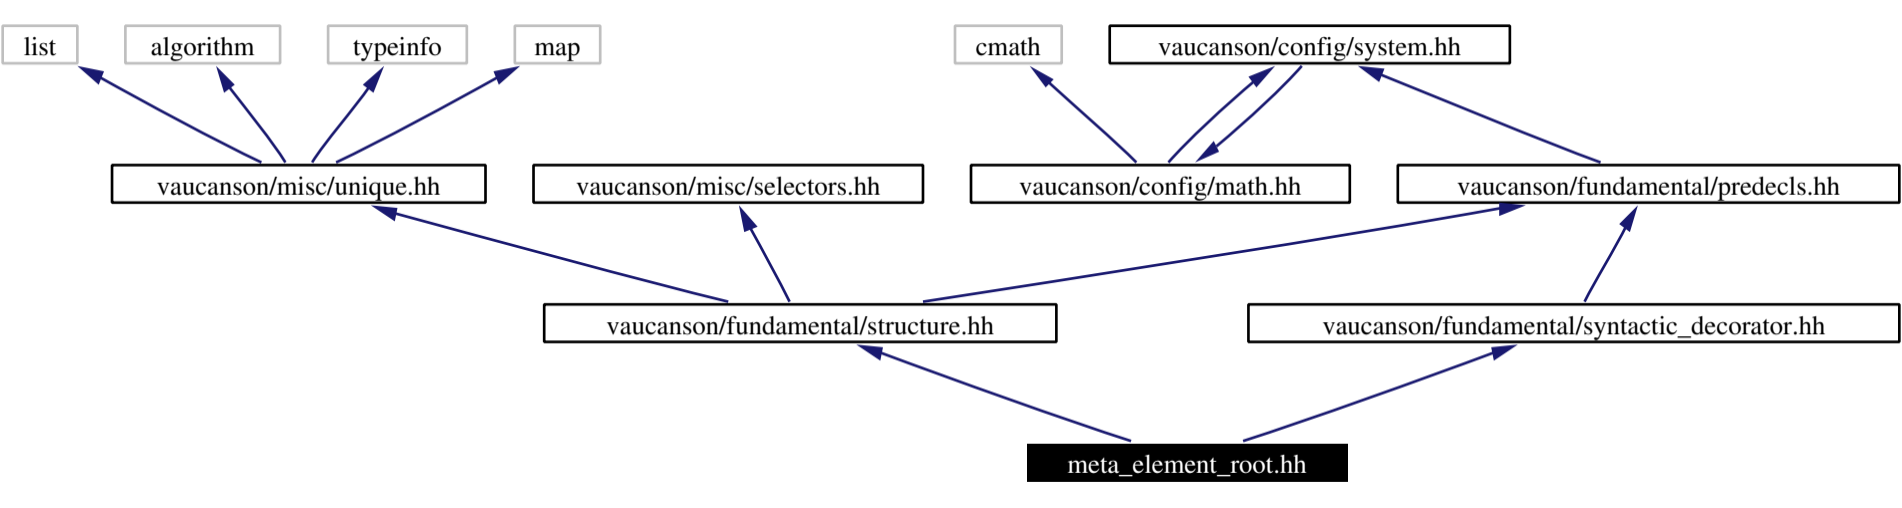 list
algorithm
typeinfo
map
cmath
vaucanson/config/system.hh
vaucanson/misc/unique.hh
vaucanson/misc/selectors.hh
vaucanson/config/math.hh
vaucanson/fundamental/predecls.hh
vaucanson/fundamental/structure.hh
vaucanson/fundamental/syntactic_decorator.hh
meta_element_root.hh